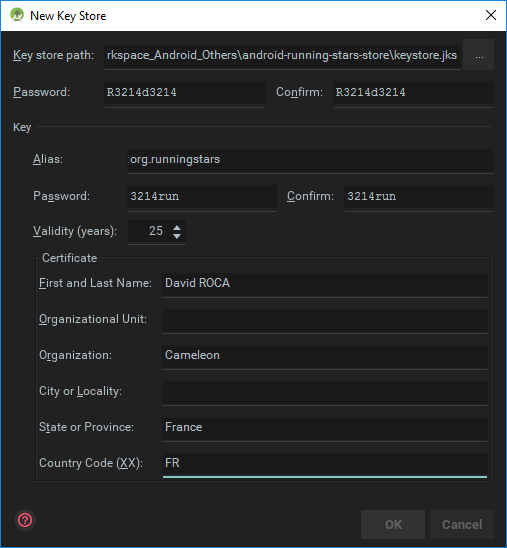 New Key Store
Key store path: rkspace_Android_Others\android-running-stars-store\keystore.jks ...
Password: R3214d3214 Confirm: R3214d3214
Key
Alias: org.runningstars
Password: 3214run Confirm: 3214run
Validity (years): 25
Certificate
First and Last Name: David ROCA
Organizational Unit:
Organization: Cameleon
City or Locality:
State or Province: France
Country Code (XX): FR
? OK Cancel